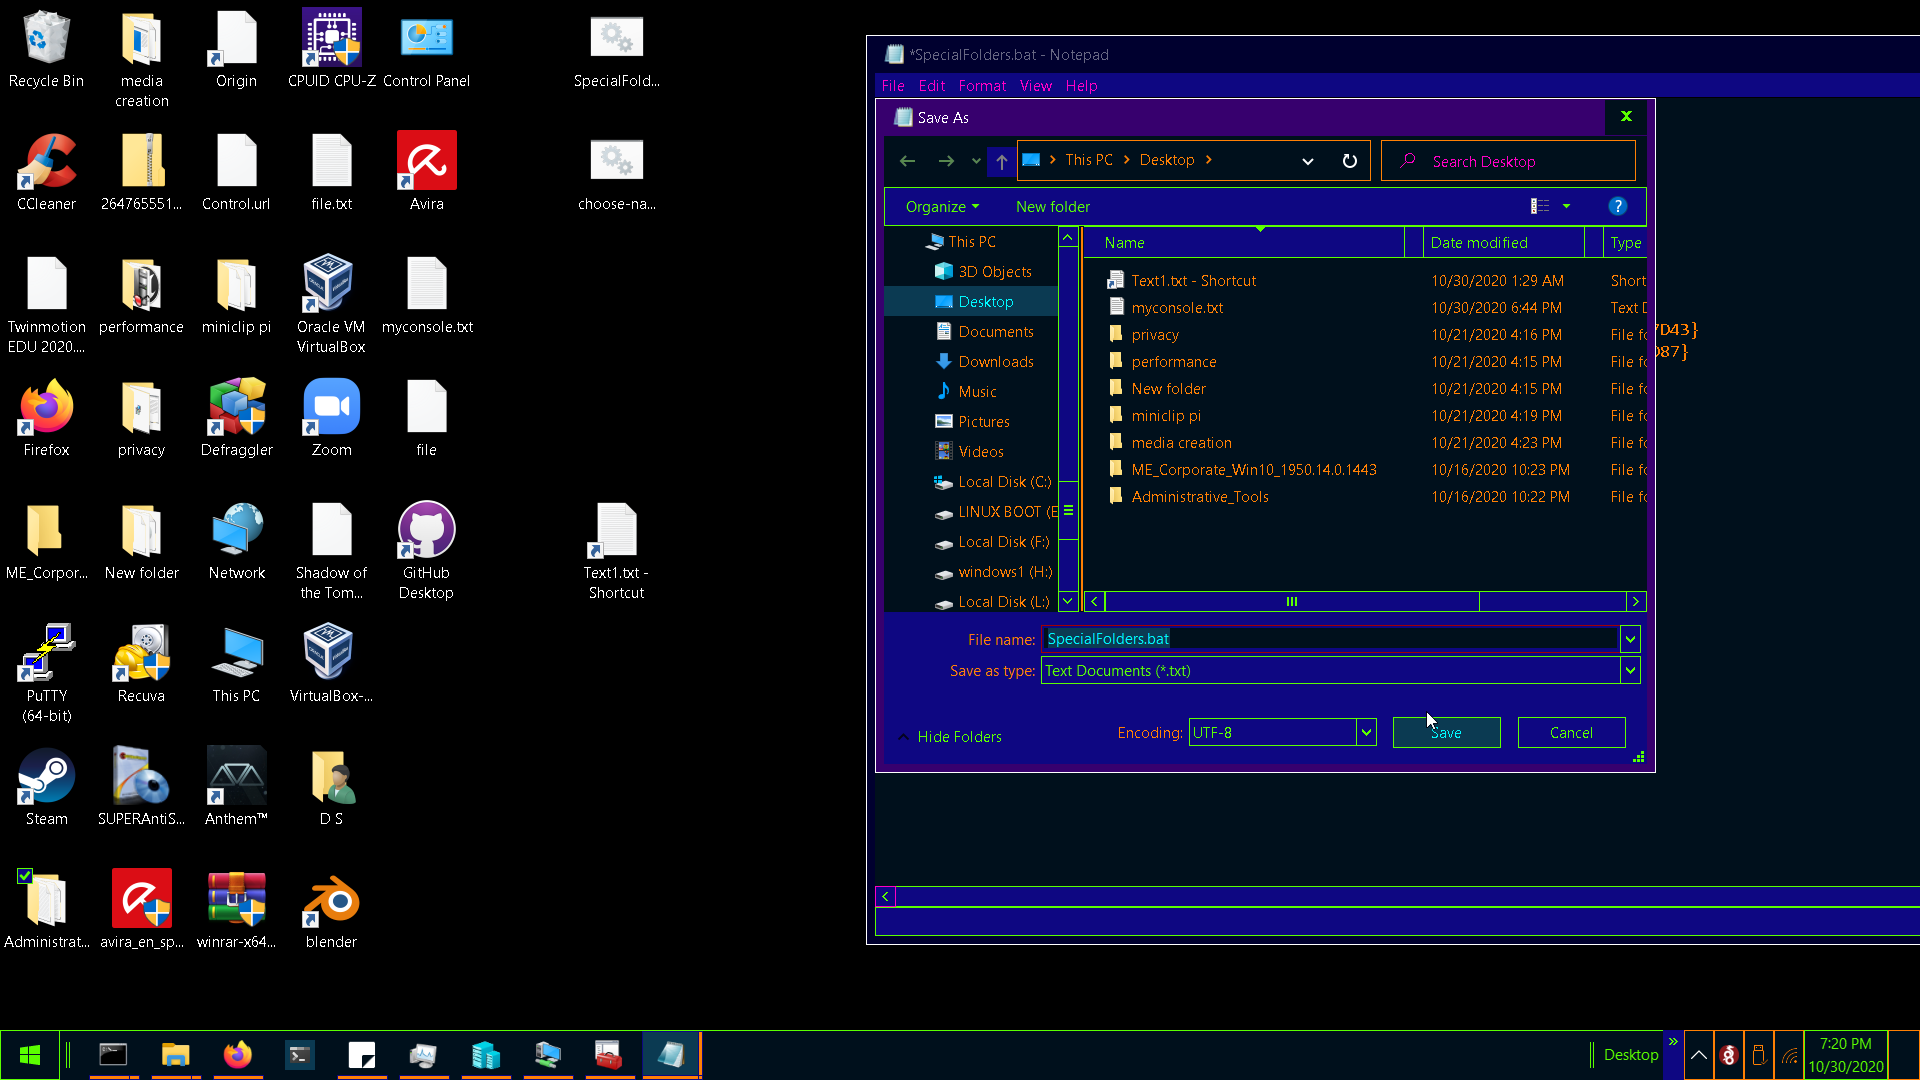 Recycle Bin
media
creation
Origin
CPUID CPU-Z
Control Panel
SpecialFold...
CCleaner
264765551...
Control.url
file.txt
Avira
choose-na...
Twinmotion
EDU 2020....
performance
miniclip pi
Oracle VM
VirtualBox
myconsole.txt
Firefox
privacy
Defraggler
Zoom
file
ME_Corpor...
New folder
Network
Shadow of
the Tom...
GitHub
Desktop
Text1.txt -
Shortcut
PuTTY
(64-bit)
Recuva
This PC
VirtualBox-...
Steam
SUPERAntiS...
Anthem™
D S
Administrat...
avira_en_sp...
winrar-x64...
blender
*SpecialFolders.bat - Notepad
File Edit Format View Help
Save As
This PC > Desktop >
Search Desktop
Organize
New folder
This PC
3D Objects
Desktop
Documents
Downloads
Music
Pictures
Videos
Local Disk (C:)
LINUX BOOT (E
Local Disk (F:)
windows1 (H:)
Local Disk (L:)
Name Date modified Type
Text1.txt - Shortcut 10/30/2020 1:29 AM Short
myconsole.txt 10/30/2020 6:44 PM Text D
privacy 10/21/2020 4:16 PM File fo
performance 10/21/2020 4:15 PM File fo
New folder 10/21/2020 4:15 PM File fo
miniclip pi 10/21/2020 4:19 PM File fo
media creation 10/21/2020 4:23 PM File fo
ME_Corporate_Win10_1950.14.0.1443 10/16/2020 10:23 PM File fo
Administrative_Tools 10/16/2020 10:22 PM File fo
7D43}
D87}
File name: SpecialFolders.bat
Save as type: Text Documents (*.txt)
Hide Folders
Encoding: UTF-8
Save
Cancel
Desktop
7:20 PM
10/30/2020